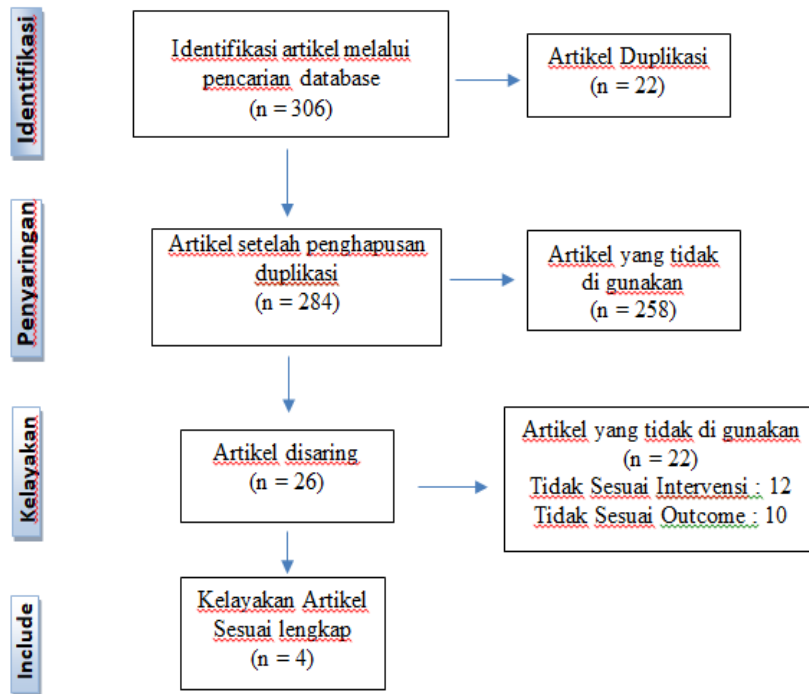 Identifikasi
Identifikasi artikel melalui
pencarian database
(n = 306)
Artikel Duplikasi
(n = 22)
Penyaringan
Artikel setelah penghapusan
duplikasi
(n = 284)
Artikel yang tidak
di gunakan
(n = 258)
Kelayakan
Artikel disaring
(n = 26)
Artikel yang tidak di gunakan
(n = 22)
Tidak Sesuai Intervensi : 12
Tidak Sesuai Outcome : 10
Include
Kelayakan Artikel
Sesuai lengkap
(n = 4)